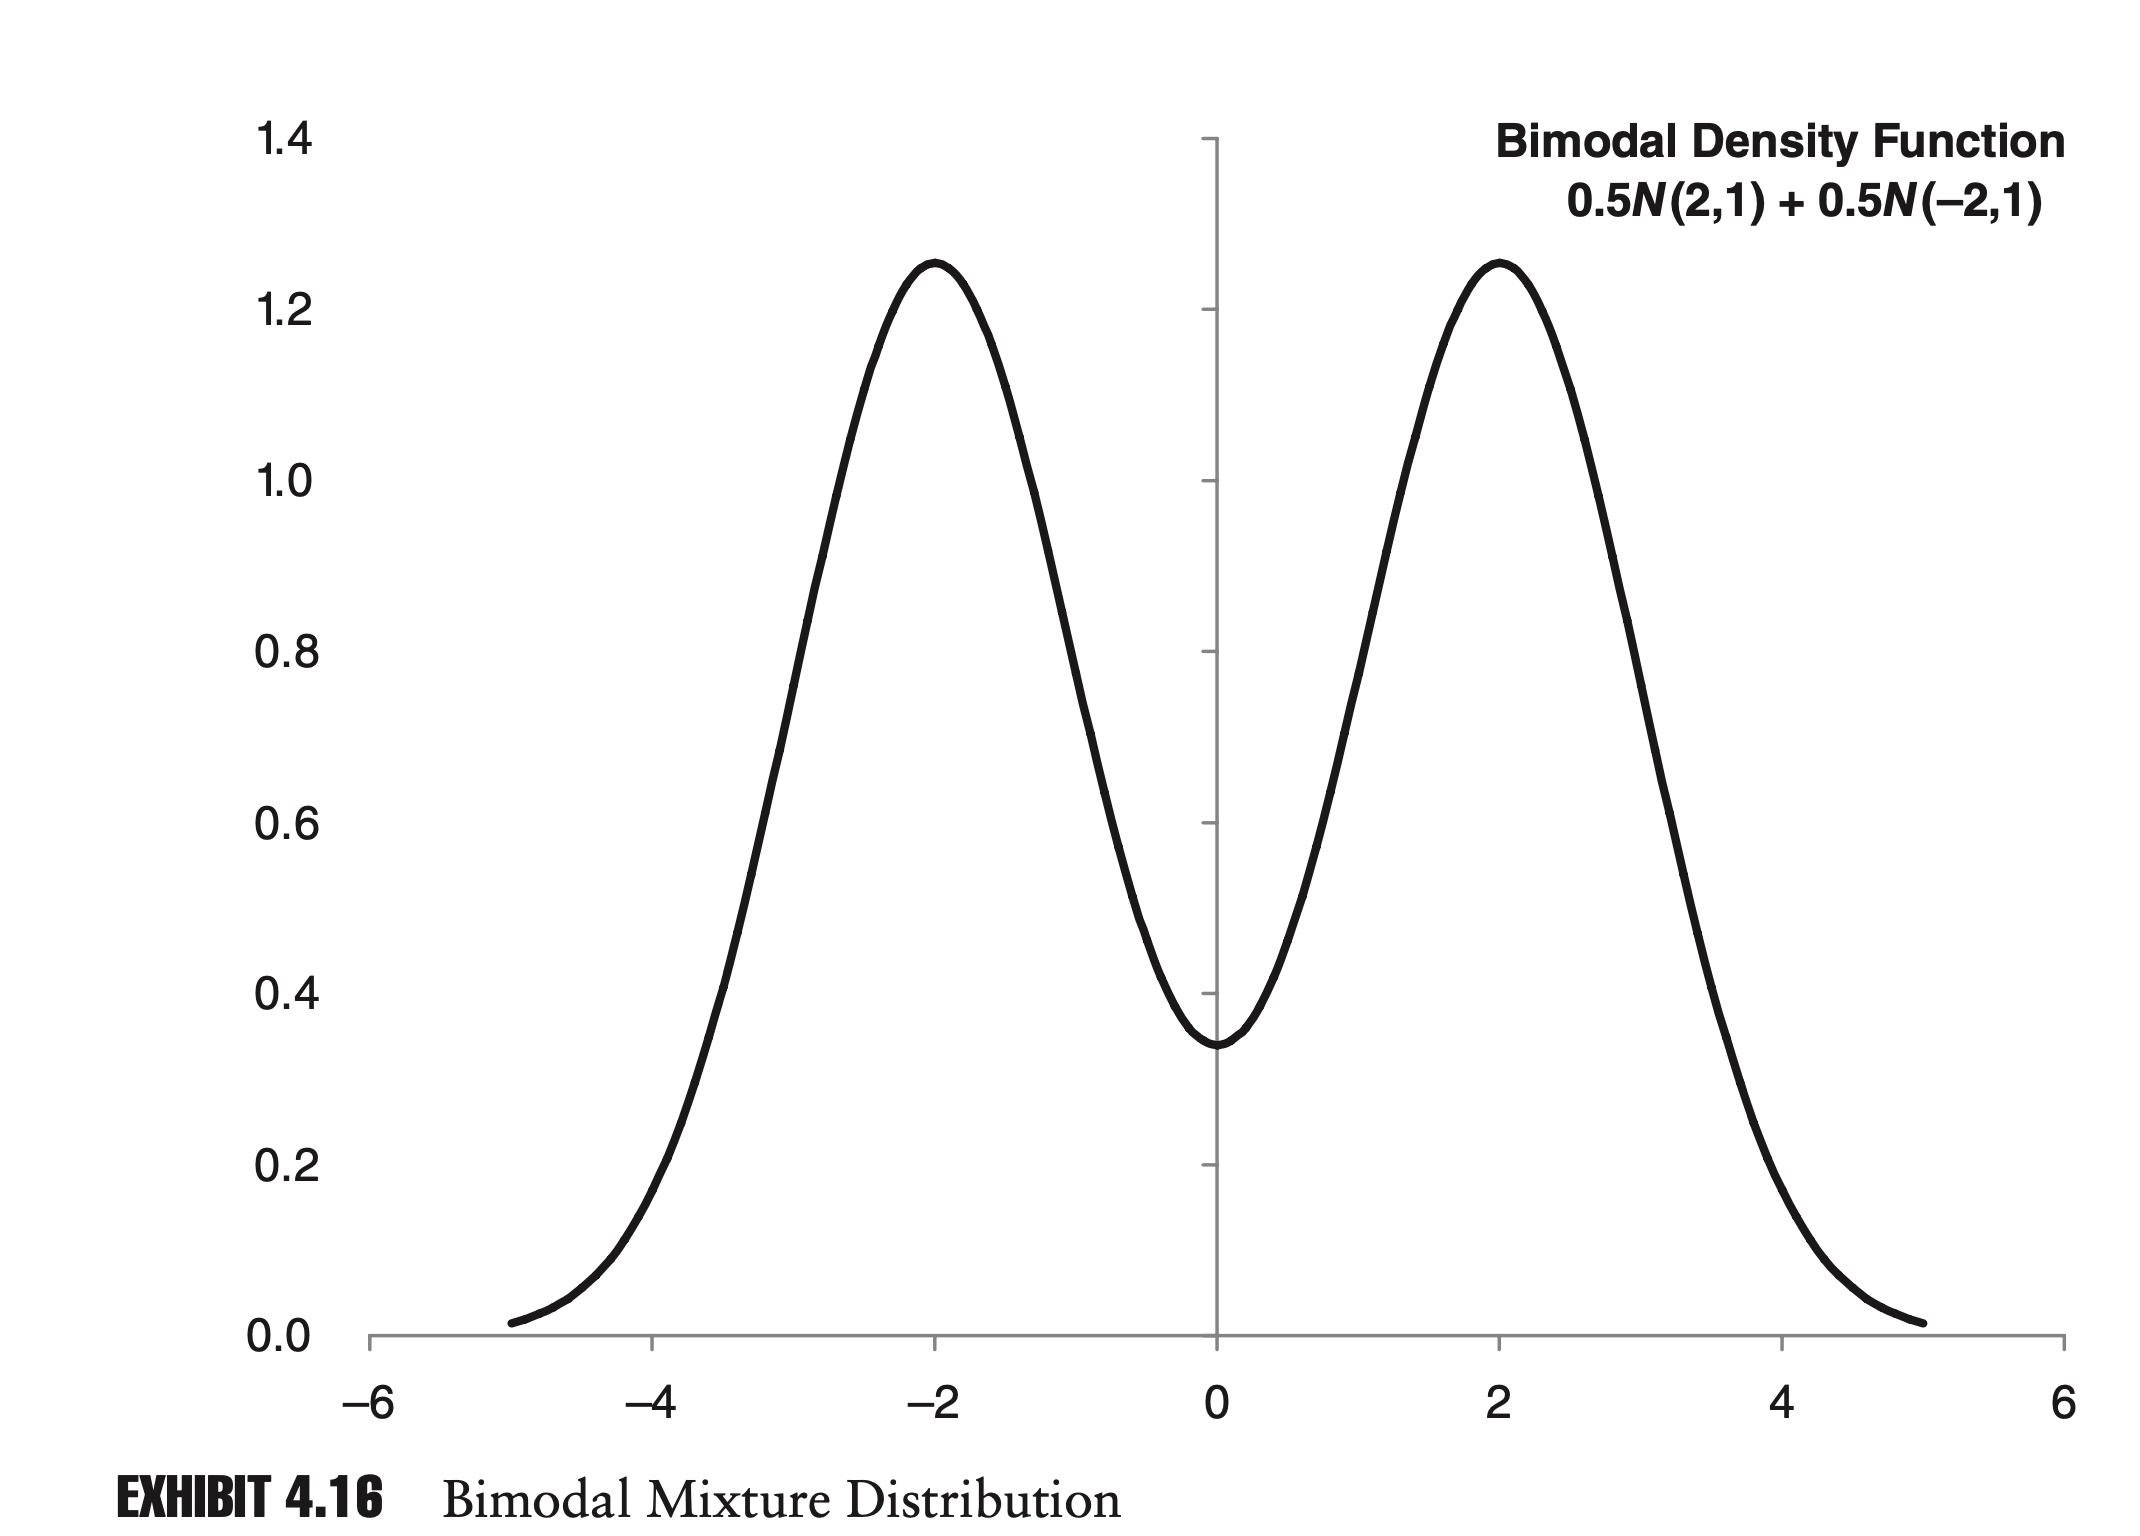 1.4
Bimodal Density Function
0.5N(2,1) + 0.5N(–2,1)
1.2
1.0
0.8
0.6
0.4
0.2
0.0
–6 –4 –2 0 2 4 6
EXHIBIT 4.16 Bimodal Mixture Distribution